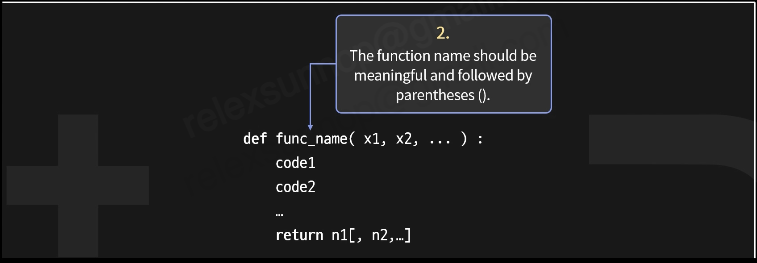 2.
The function name should be
meaningful and followed by
parentheses ().
def func_name( x1, x2, ... ) :
code1
code2
…
return n1[, n2,…]